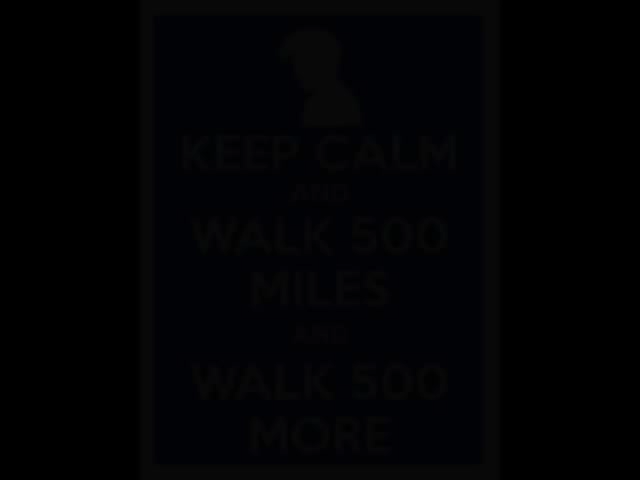 KEEP CALM
AND
WALK 500
MILES
AND
WALK 500
MORE